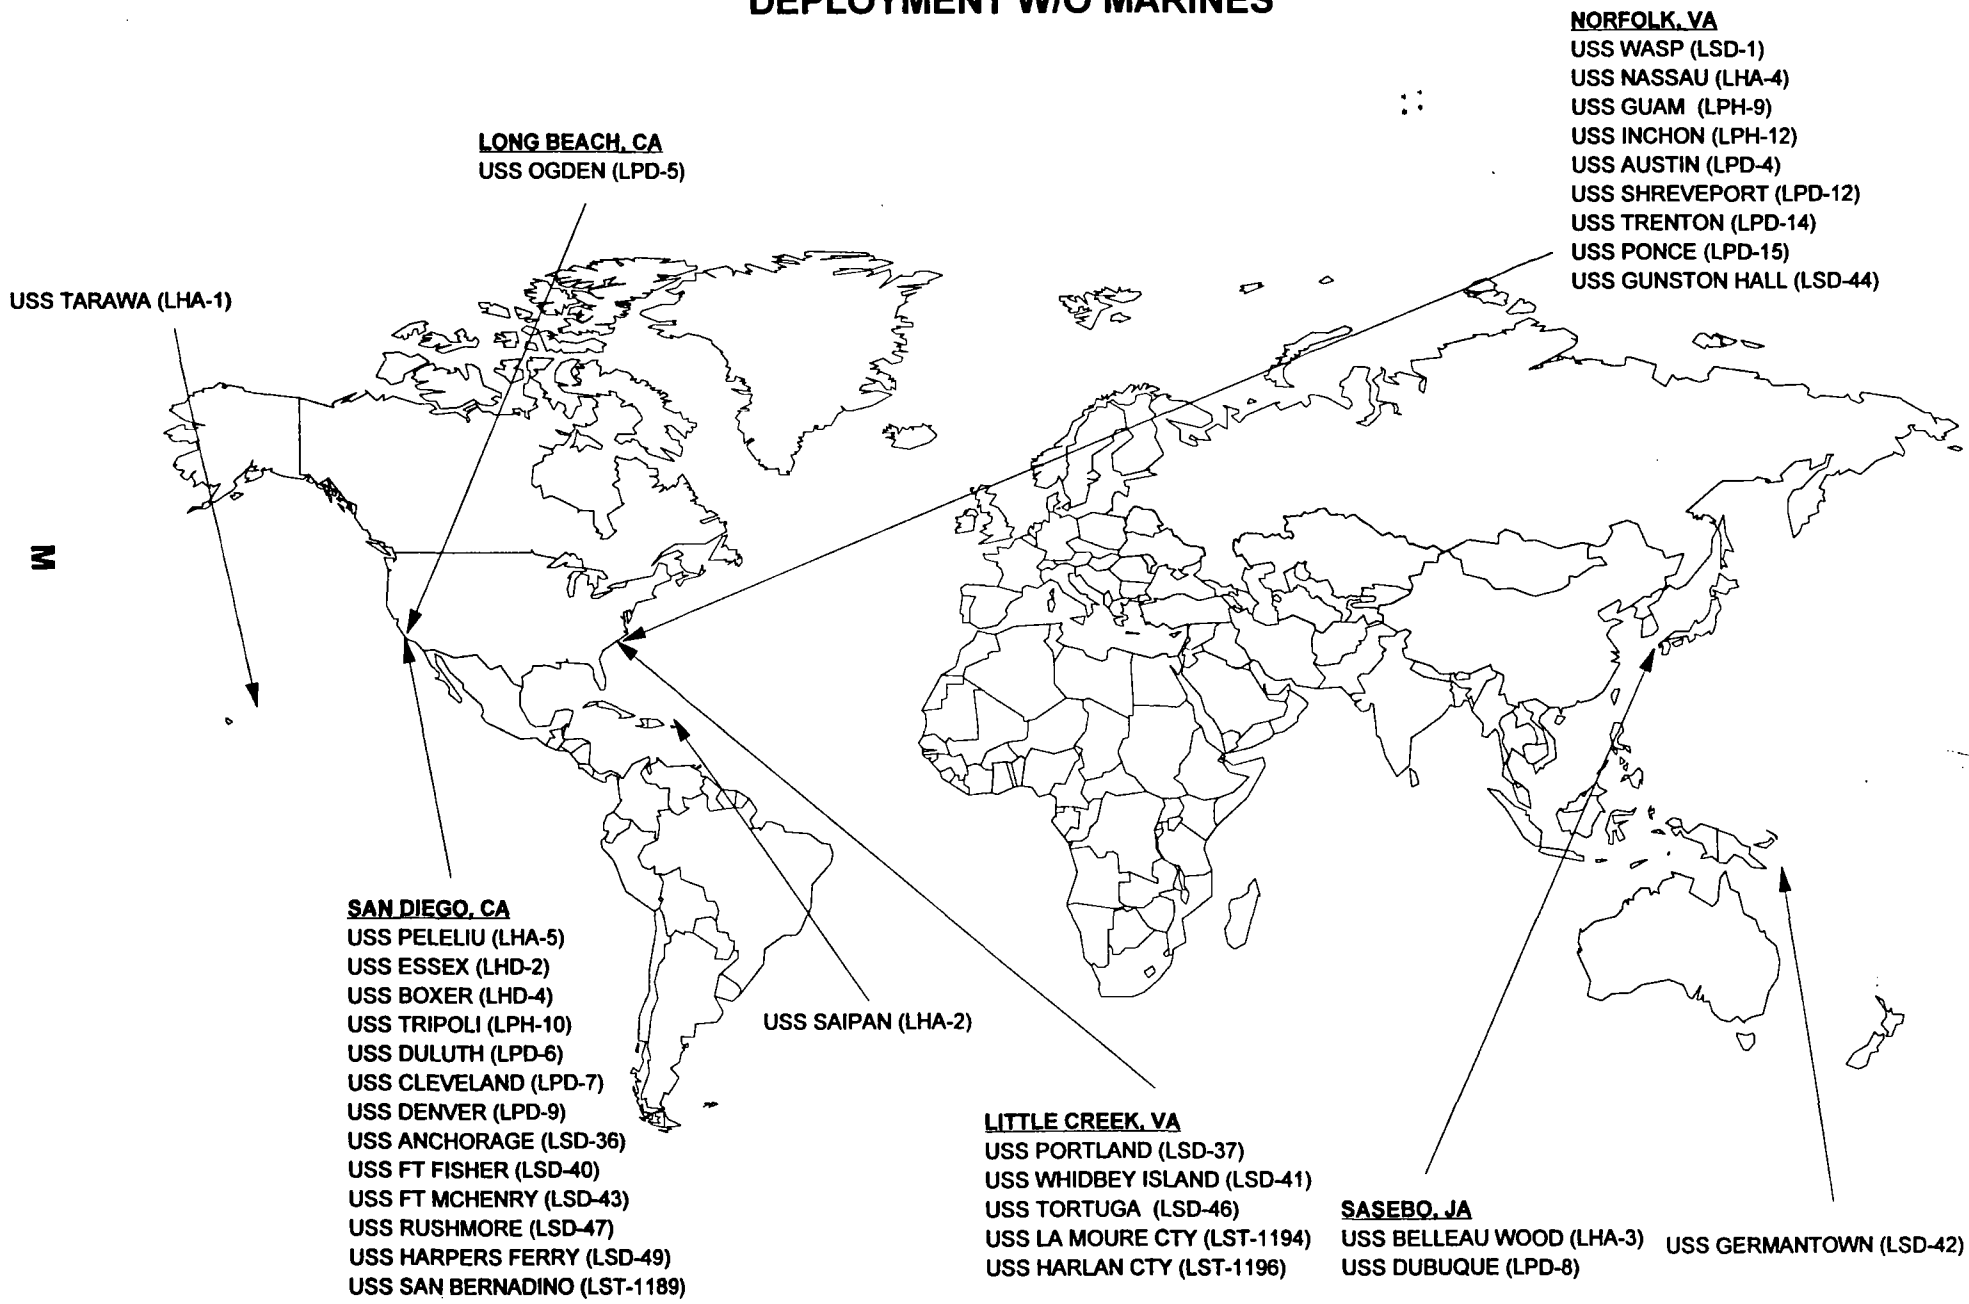 DEPLOYMENT W/O MARINES
NORFOLK, VA
USS WASP (LSD-1)
USS NASSAU (LHA-4)
USS GUAM (LPH-9)
USS INCHON (LPH-12)
USS AUSTIN (LPD-4)
USS SHREVEPORT (LPD-12)
USS TRENTON (LPD-14)
USS PONCE (LPD-15)
USS GUNSTON HALL (LSD-44)
LONG BEACH, CA
USS OGDEN (LPD-5)
USS TARAWA (LHA-1)
M
SAN DIEGO, CA
USS PELELIU (LHA-5)
USS ESSEX (LHD-2)
USS BOXER (LHD-4)
USS TRIPOLI (LPH-10)
USS DULUTH (LPD-6)
USS CLEVELAND (LPD-7)
USS DENVER (LPD-9)
USS ANCHORAGE (LSD-36)
USS FT FISHER (LSD-40)
USS FT MCHENRY (LSD-43)
USS RUSHMORE (LSD-47)
USS HARPERS FERRY (LSD-49)
USS SAN BERNADINO (LST-1189)
USS SAIPAN (LHA-2)
LITTLE CREEK, VA
USS PORTLAND (LSD-37)
USS WHIDBEY ISLAND (LSD-41)
USS TORTUGA (LSD-46)
USS LA MOURE CTY (LST-1194)
USS HARLAN CTY (LST-1196)
SASEBO, JA
USS BELLEAU WOOD (LHA-3)
USS DUBUQUE (LPD-8)
USS GERMANTOWN (LSD-42)